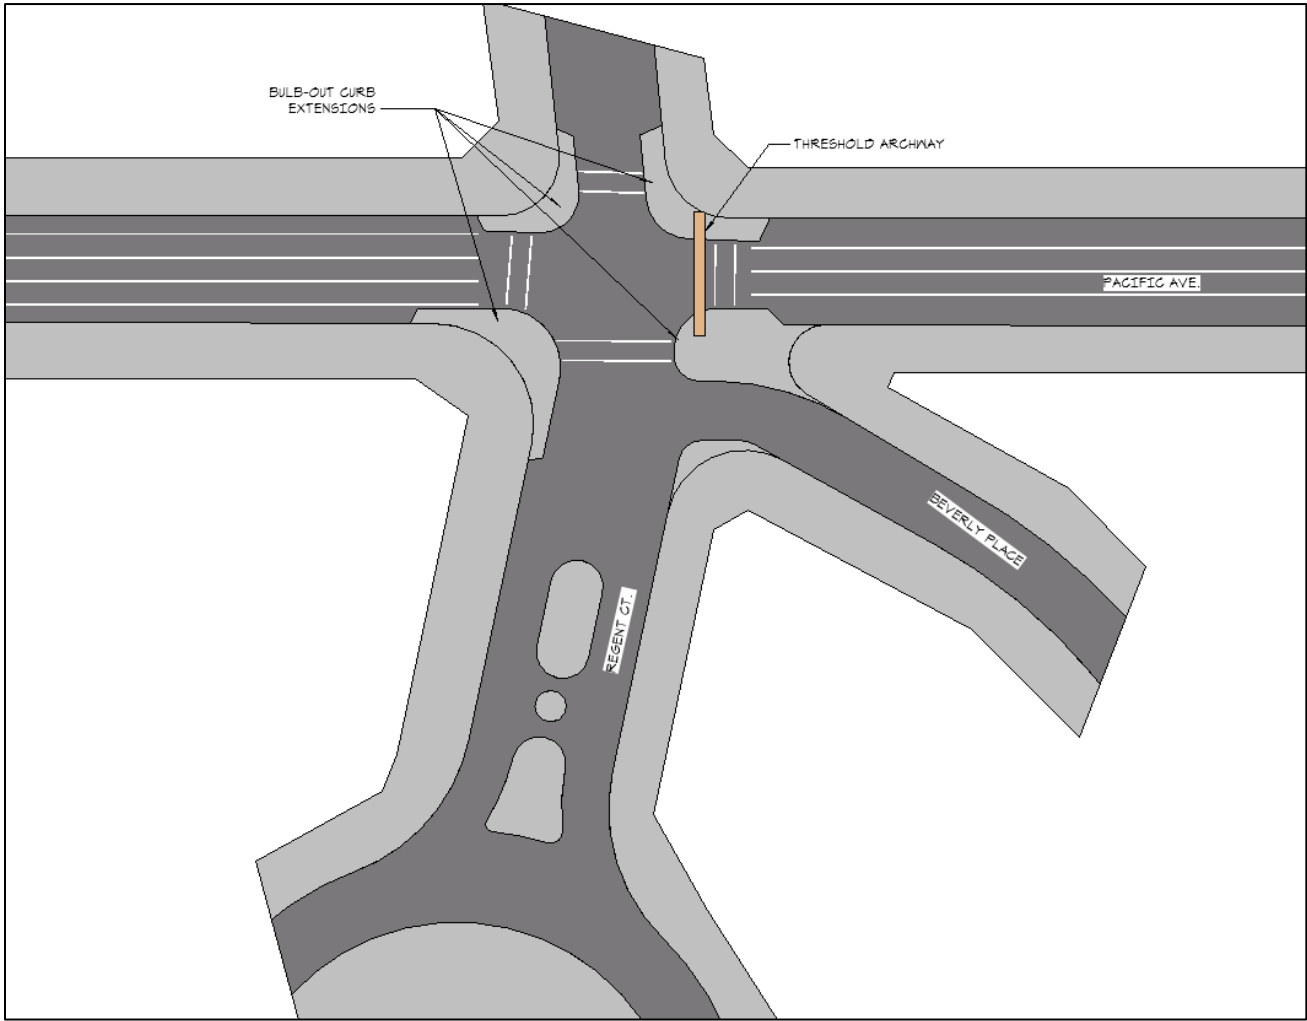 BULB-OUT CURB
EXTENSIONS
THRESHOLD ARCHWAY
PACIFIC AVE.
BEVERLY PLACE
REGENT CT.